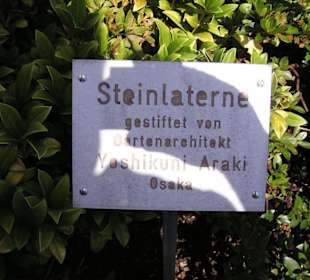 Steinlaterne
gestiftet von
Gartenarchitekt
Yoshikuni Araki
Osaka